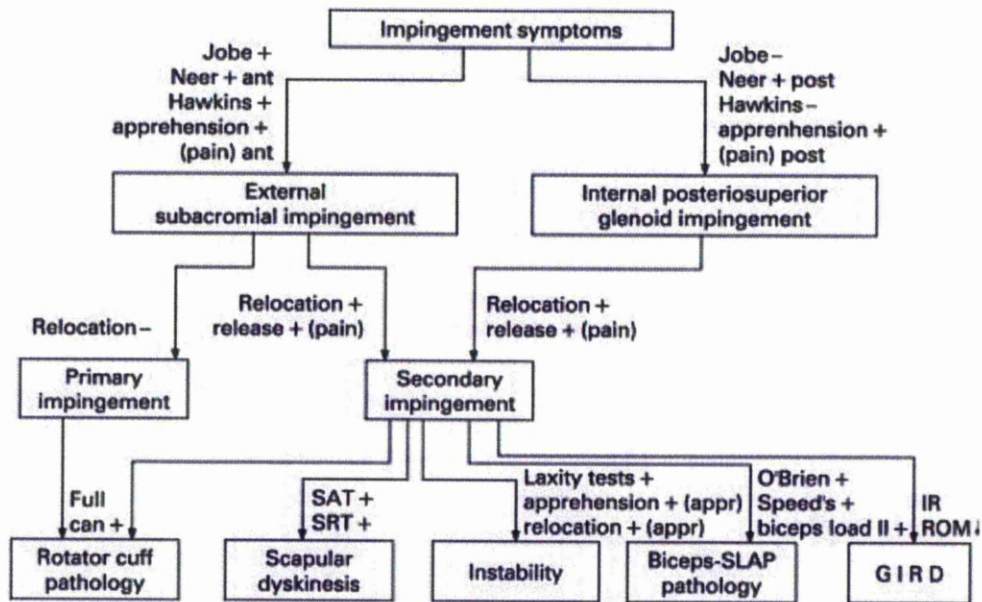 Impingement symptoms
Jobe +
Neer + ant
Hawkins +
apprehension +
(pain) ant
Jobe –
Neer + post
Hawkins –
apprenhension +
(pain) post
External
subacromial impingement
Internal posteriosuperior
glenoid impingement
Relocation –
Relocation +
release + (pain)
Relocation +
release + (pain)
Primary
impingement
Secondary
impingement
Full
can +
SAT +
SRT +
Laxity tests +
apprehension + (appr)
relocation + (appr)
O'Brien +
Speed's +
biceps load II +
IR
ROM↓
Rotator cuff
pathology
Scapular
dyskinesis
Instability
Biceps-SLAP
pathology
G I R D